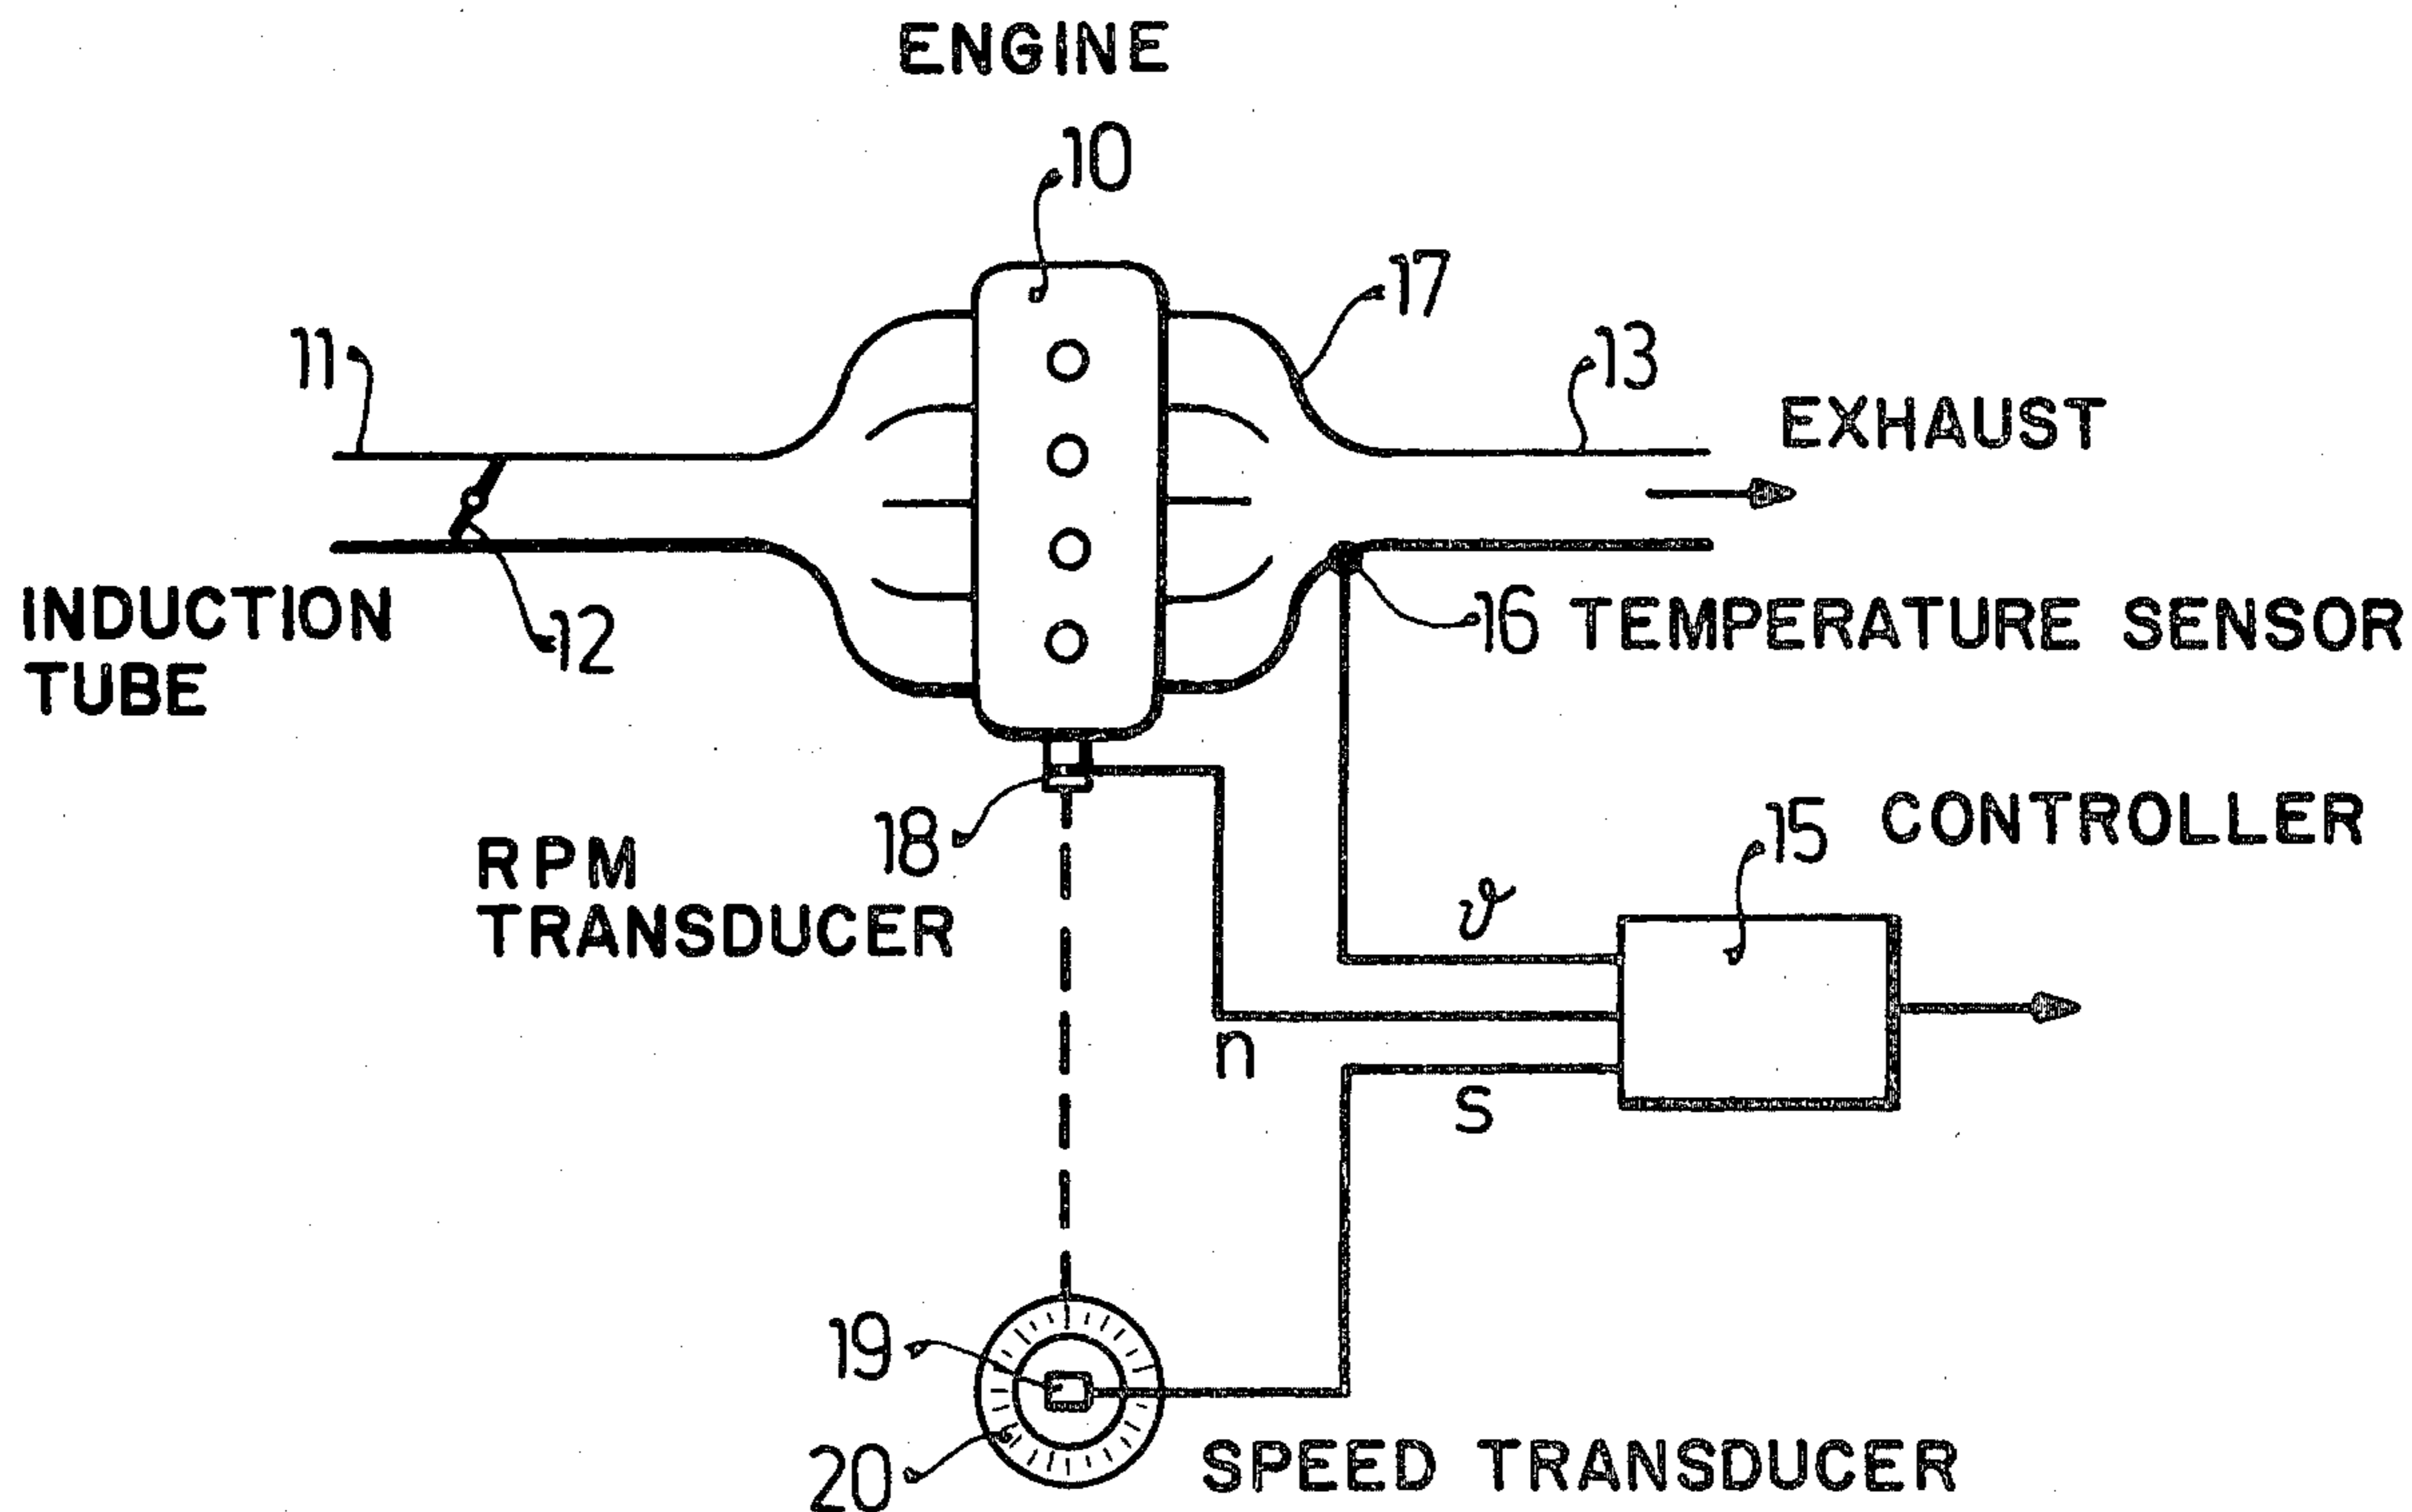 ENGINE
10
17
11
13
EXHAUST
INDUCTION
TUBE
12
16 TEMPERATURE SENSOR
18
RPM
TRANSDUCER
15
CONTROLLER
ϑ
n
s
19
20
SPEED TRANSDUCER